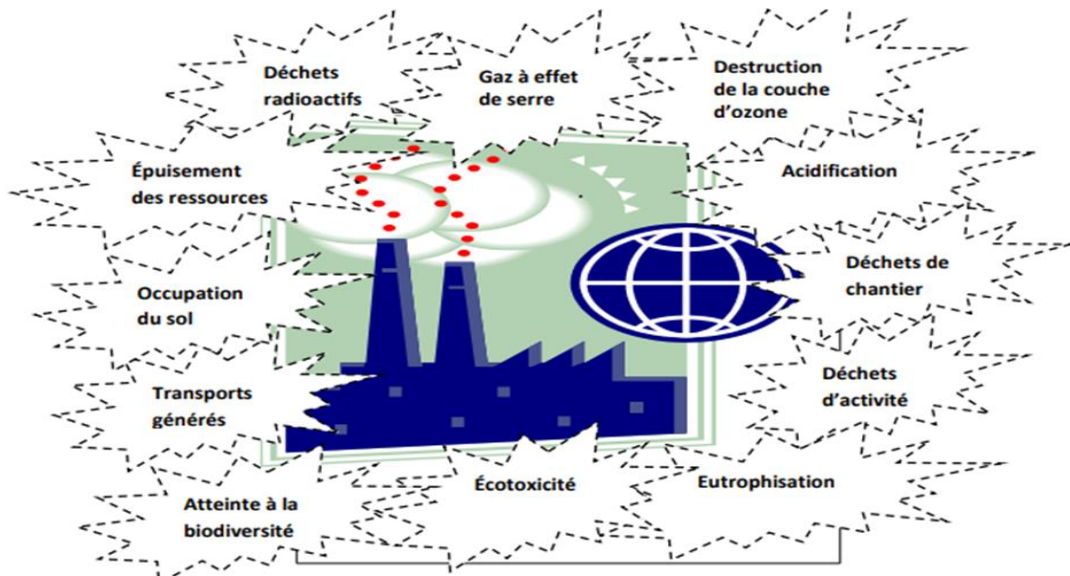 Déchets
radioactifs
Gaz à effet
de serre
Destruction
de la couche
d'ozone
Épuisement
des ressources
Acidification
Occupation
du sol
Déchets de
chantier
Transports
générés
Déchets
d'activité
Atteinte à la
biodiversité
Écotoxicité
Eutrophisation